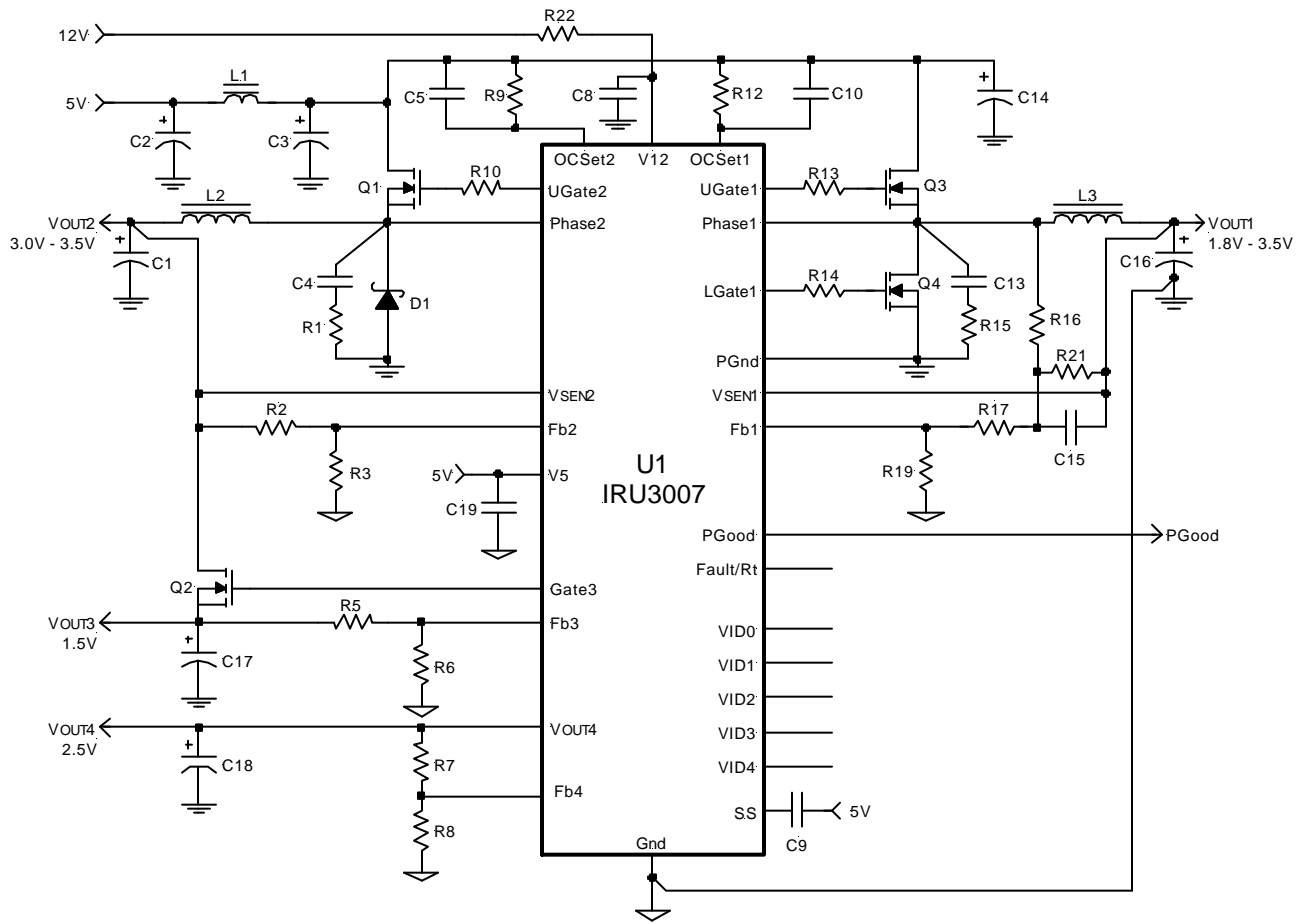 R22
12V
L1
5V
C2
C3
C5
R9
C8
R12
C10
C14
OCSet2
V12
OCSet1
Q1
R10
UGate2
UGate1
R13
Q3
L2
VOUT2
3.0V - 3.5V
C1
Phase2
Phase1
L3
VOUT1
1.8V - 3.5V
C16
C4
R1
D1
LGate1
R14
Q4
C13
R15
R16
PGnd
R21
VSEN2
VSEN1
R2
Fb2
Fb1
R17
C15
R3
R19
5V
V5
C19
U1
IRU3007
PGood
PGood
Fault/Rt
Q2
Gate3
R5
VOUT3
1.5V
Fb3
VID0
C17
R6
VID1
VID2
VOUT4
2.5V
VOUT4
VID3
C18
R7
VID4
Fb4
R8
SS
5V
C9
Gnd